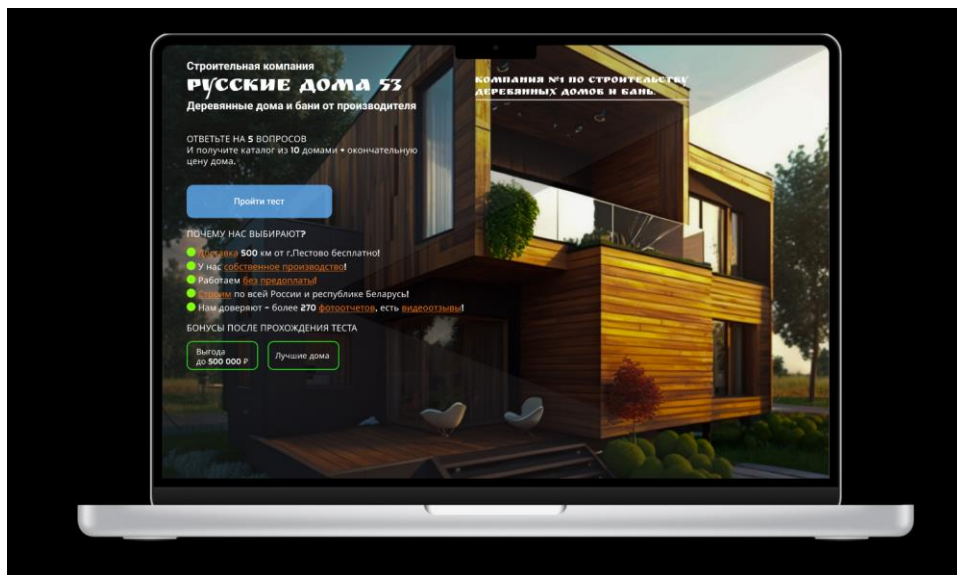 Строительная компания
РУССКИЕ ДОМА 53
Деревянные дома и бани от производителя
КОМПАНИЯ №1 ПО СТРОИТЕЛЬСТВУ
ДЕРЕВЯННЫХ ДОМОВ И БАНЬ.
ОТВЕТЬТЕ НА 5 ВОПРОСОВ
И получите каталог из 10 домами + окончательную
цену дома.
Пройти тест
ПОЧЕМУ НАС ВЫБИРАЮТ?
Доставка 500 км от г.Пестово бесплатно!
У нас собственное производство!
Работаем без предоплаты!
Строим по всей России и республике Беларусь!
Нам доверяют - более 270 фотоотчетов, есть видеоотзывы!
БОНУСЫ ПОСЛЕ ПРОХОЖДЕНИЯ ТЕСТА
Выгода
до 500 000 ₽
Лучшие дома